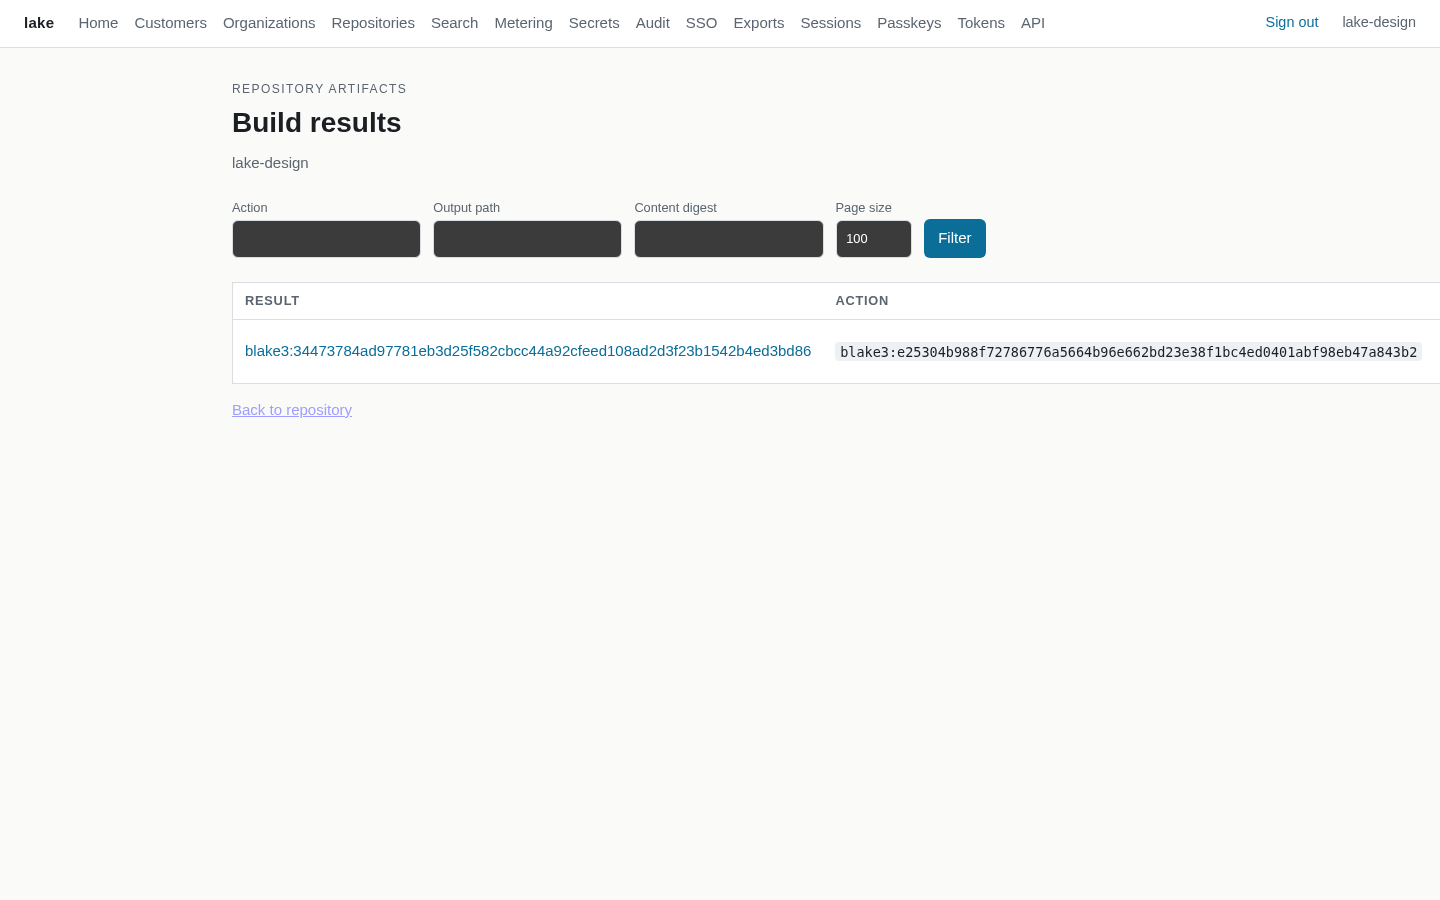 lake Home Customers Organizations Repositories Search Metering Secrets Audit SSO Exports Sessions Passkeys Tokens API Sign out lake-design
REPOSITORY ARTIFACTS
Build results
lake-design
Action Output path Content digest Page size
100 Filter
RESULT ACTION
blake3:34473784ad97781eb3d25f582cbcc44a92cfeed108ad2d3f23b1542b4ed3bd86 blake3:e25304b988f72786776a5664b96e662bd23e38f1bc4ed0401abf98eb47a843b2
Back to repository